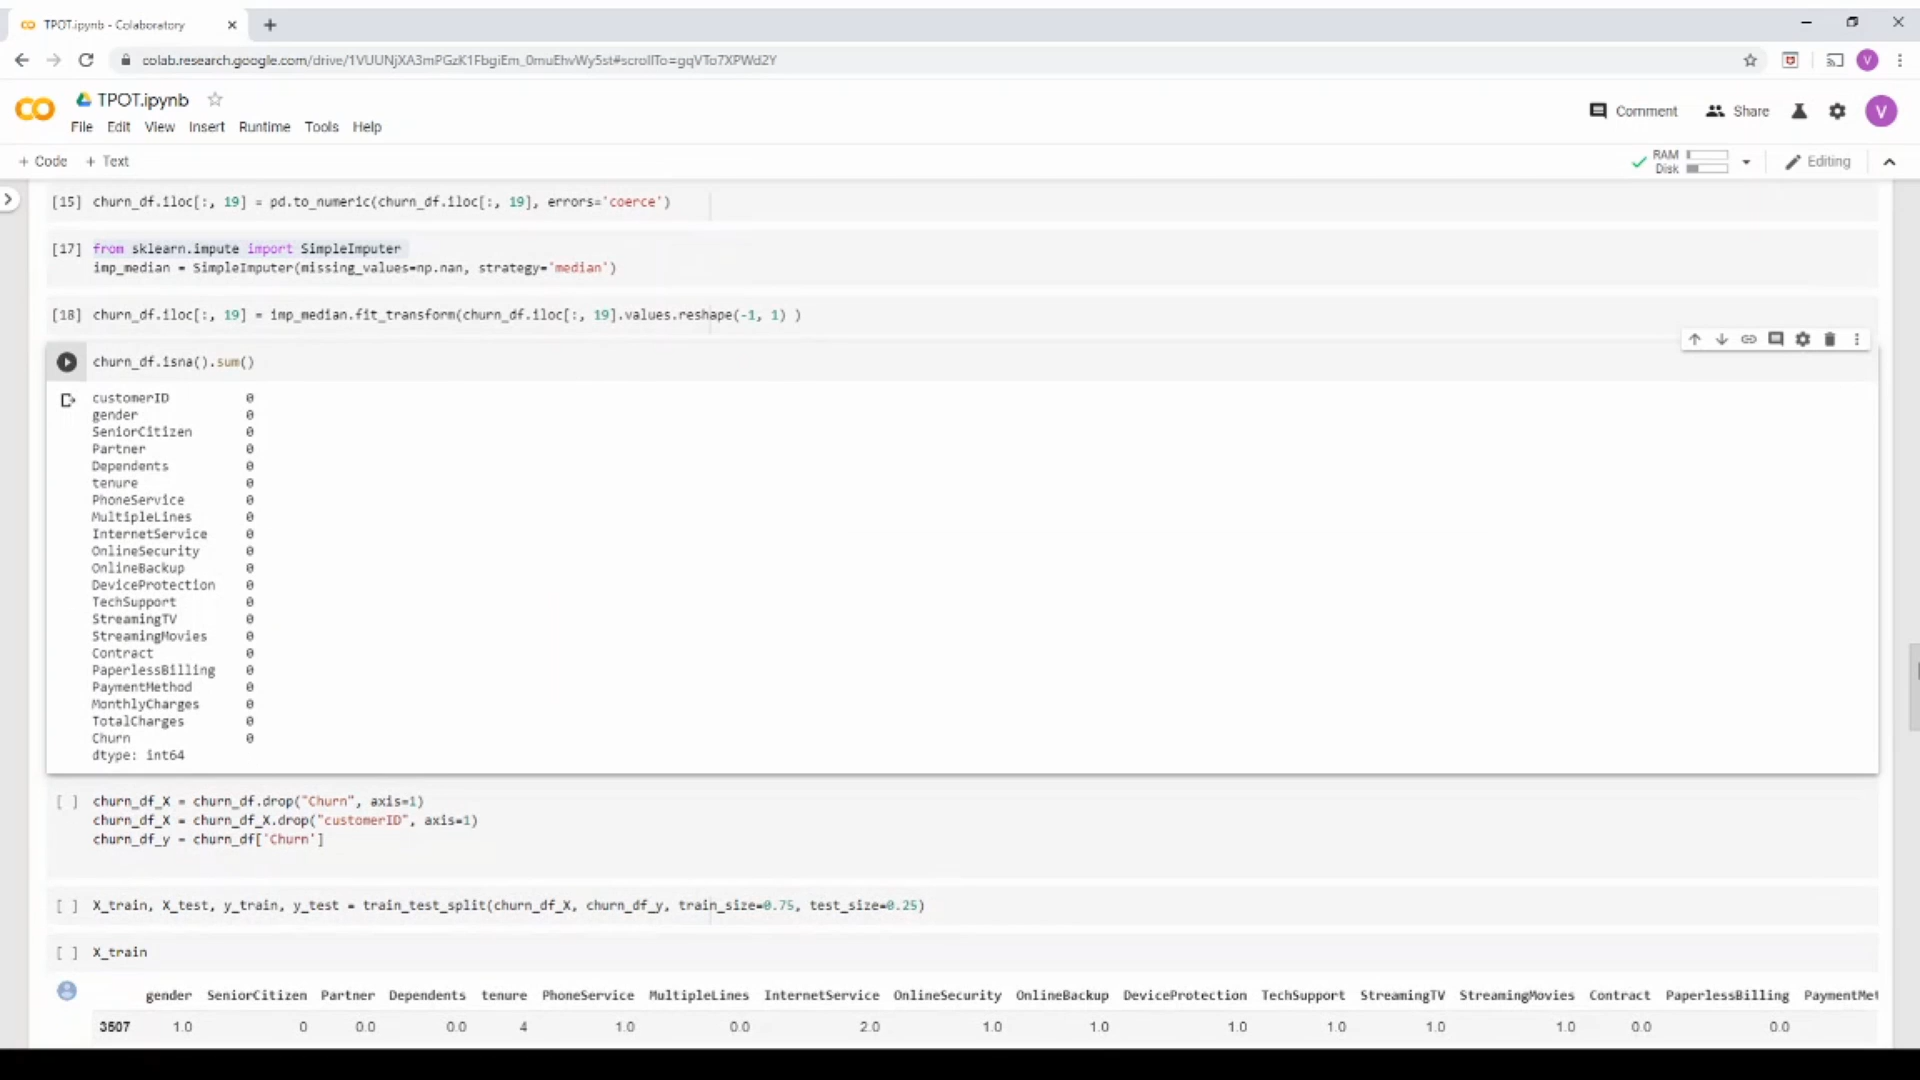 TPOT.ipynb - Colaboratory
colab.research.google.com/drive/1VUUNjXA3mPGzK1FbgiEm_0muEhvWy5st#scrollTo=gqVTo7XPWd2Y
V
CO TPOT.ipynb
File Edit View Insert Runtime Tools Help
Comment Share V
+ Code + Text
RAM
Disk
Editing
[15] churn_df.iloc[:, 19] = pd.to_numeric(churn_df.iloc[:, 19], errors='coerce')
[17] from sklearn.impute import SimpleImputer
imp_median = SimpleImputer(missing_values=np.nan, strategy='median')
[18] churn_df.iloc[:, 19] = imp_median.fit_transform(churn_df.iloc[:, 19].values.reshape(-1, 1) )
churn_df.isna().sum()
customerID 0
gender 0
SeniorCitizen 0
Partner 0
Dependents 0
tenure 0
PhoneService 0
MultipleLines 0
InternetService 0
OnlineSecurity 0
OnlineBackup 0
DeviceProtection 0
TechSupport 0
StreamingTV 0
StreamingMovies 0
Contract 0
PaperlessBilling 0
PaymentMethod 0
MonthlyCharges 0
TotalCharges 0
Churn 0
dtype: int64
[ ] churn_df_X = churn_df.drop("Churn", axis=1)
churn_df_X = churn_df_X.drop("customerID", axis=1)
churn_df_y = churn_df['Churn']
[ ] X_train, X_test, y_train, y_test = train_test_split(churn_df_X, churn_df_y, train_size=0.75, test_size=0.25)
[ ] X_train
gender SeniorCitizen Partner Dependents tenure PhoneService MultipleLines InternetService OnlineSecurity OnlineBackup DeviceProtection TechSupport StreamingTV StreamingMovies Contract PaperlessBilling PaymentMet
3507 1.0 0 0.0 0.0 4 1.0 0.0 2.0 1.0 1.0 1.0 1.0 1.0 1.0 0.0 0.0